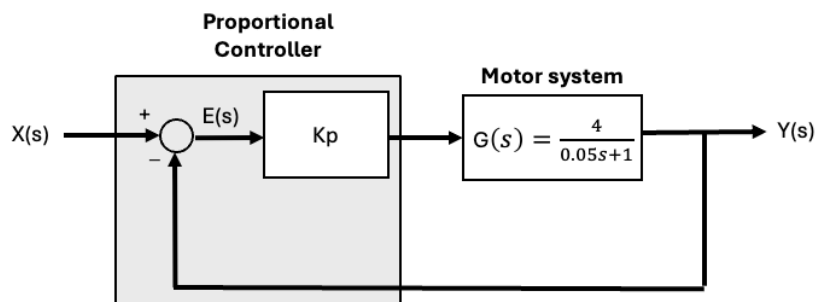 Proportional
Controller
Motor system
X(s)
+
E(s)
Kp
G(s) = 4/(0.05s+1)
Y(s)
−